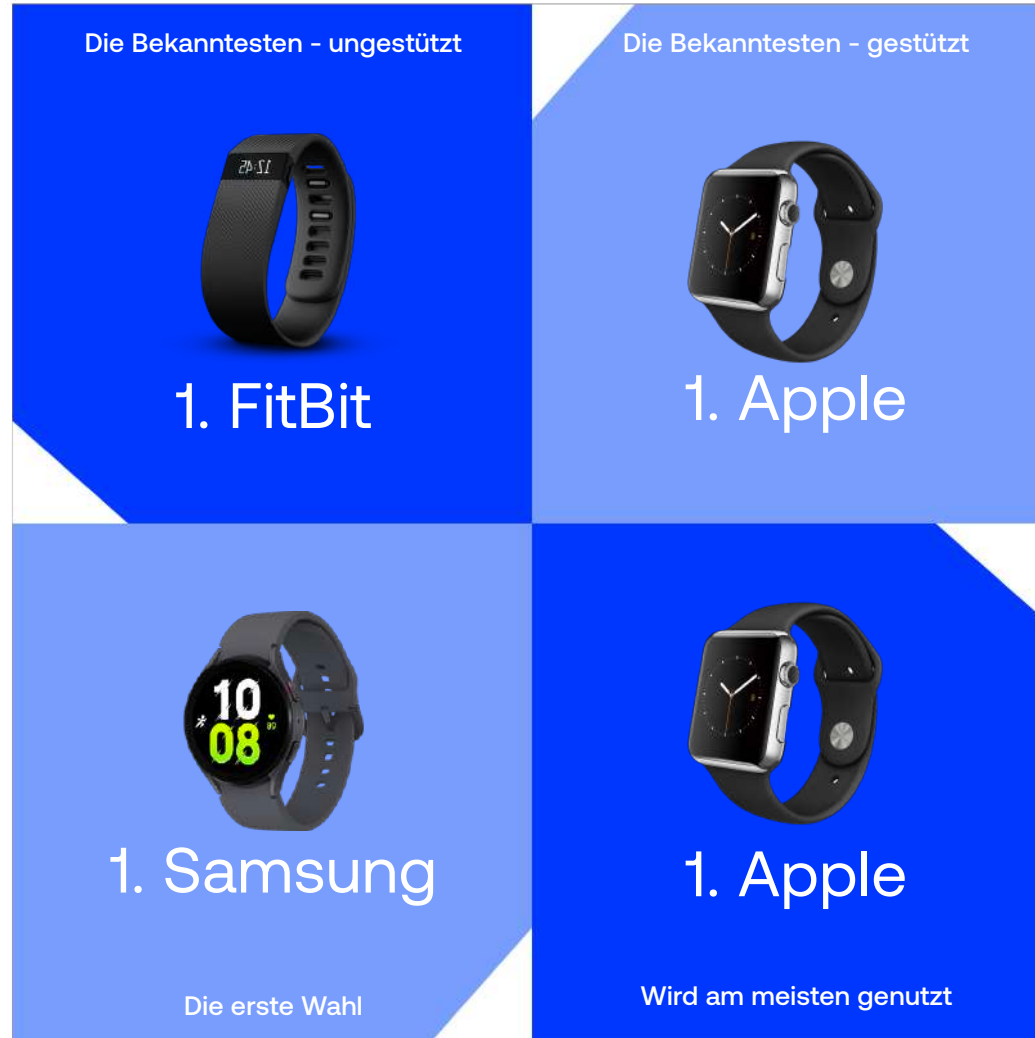 Die Bekanntesten - ungestützt
Die Bekanntesten - gestützt
12:45
1. FitBit
1. Apple
10
08
1. Samsung
1. Apple
Die erste Wahl
Wird am meisten genutzt